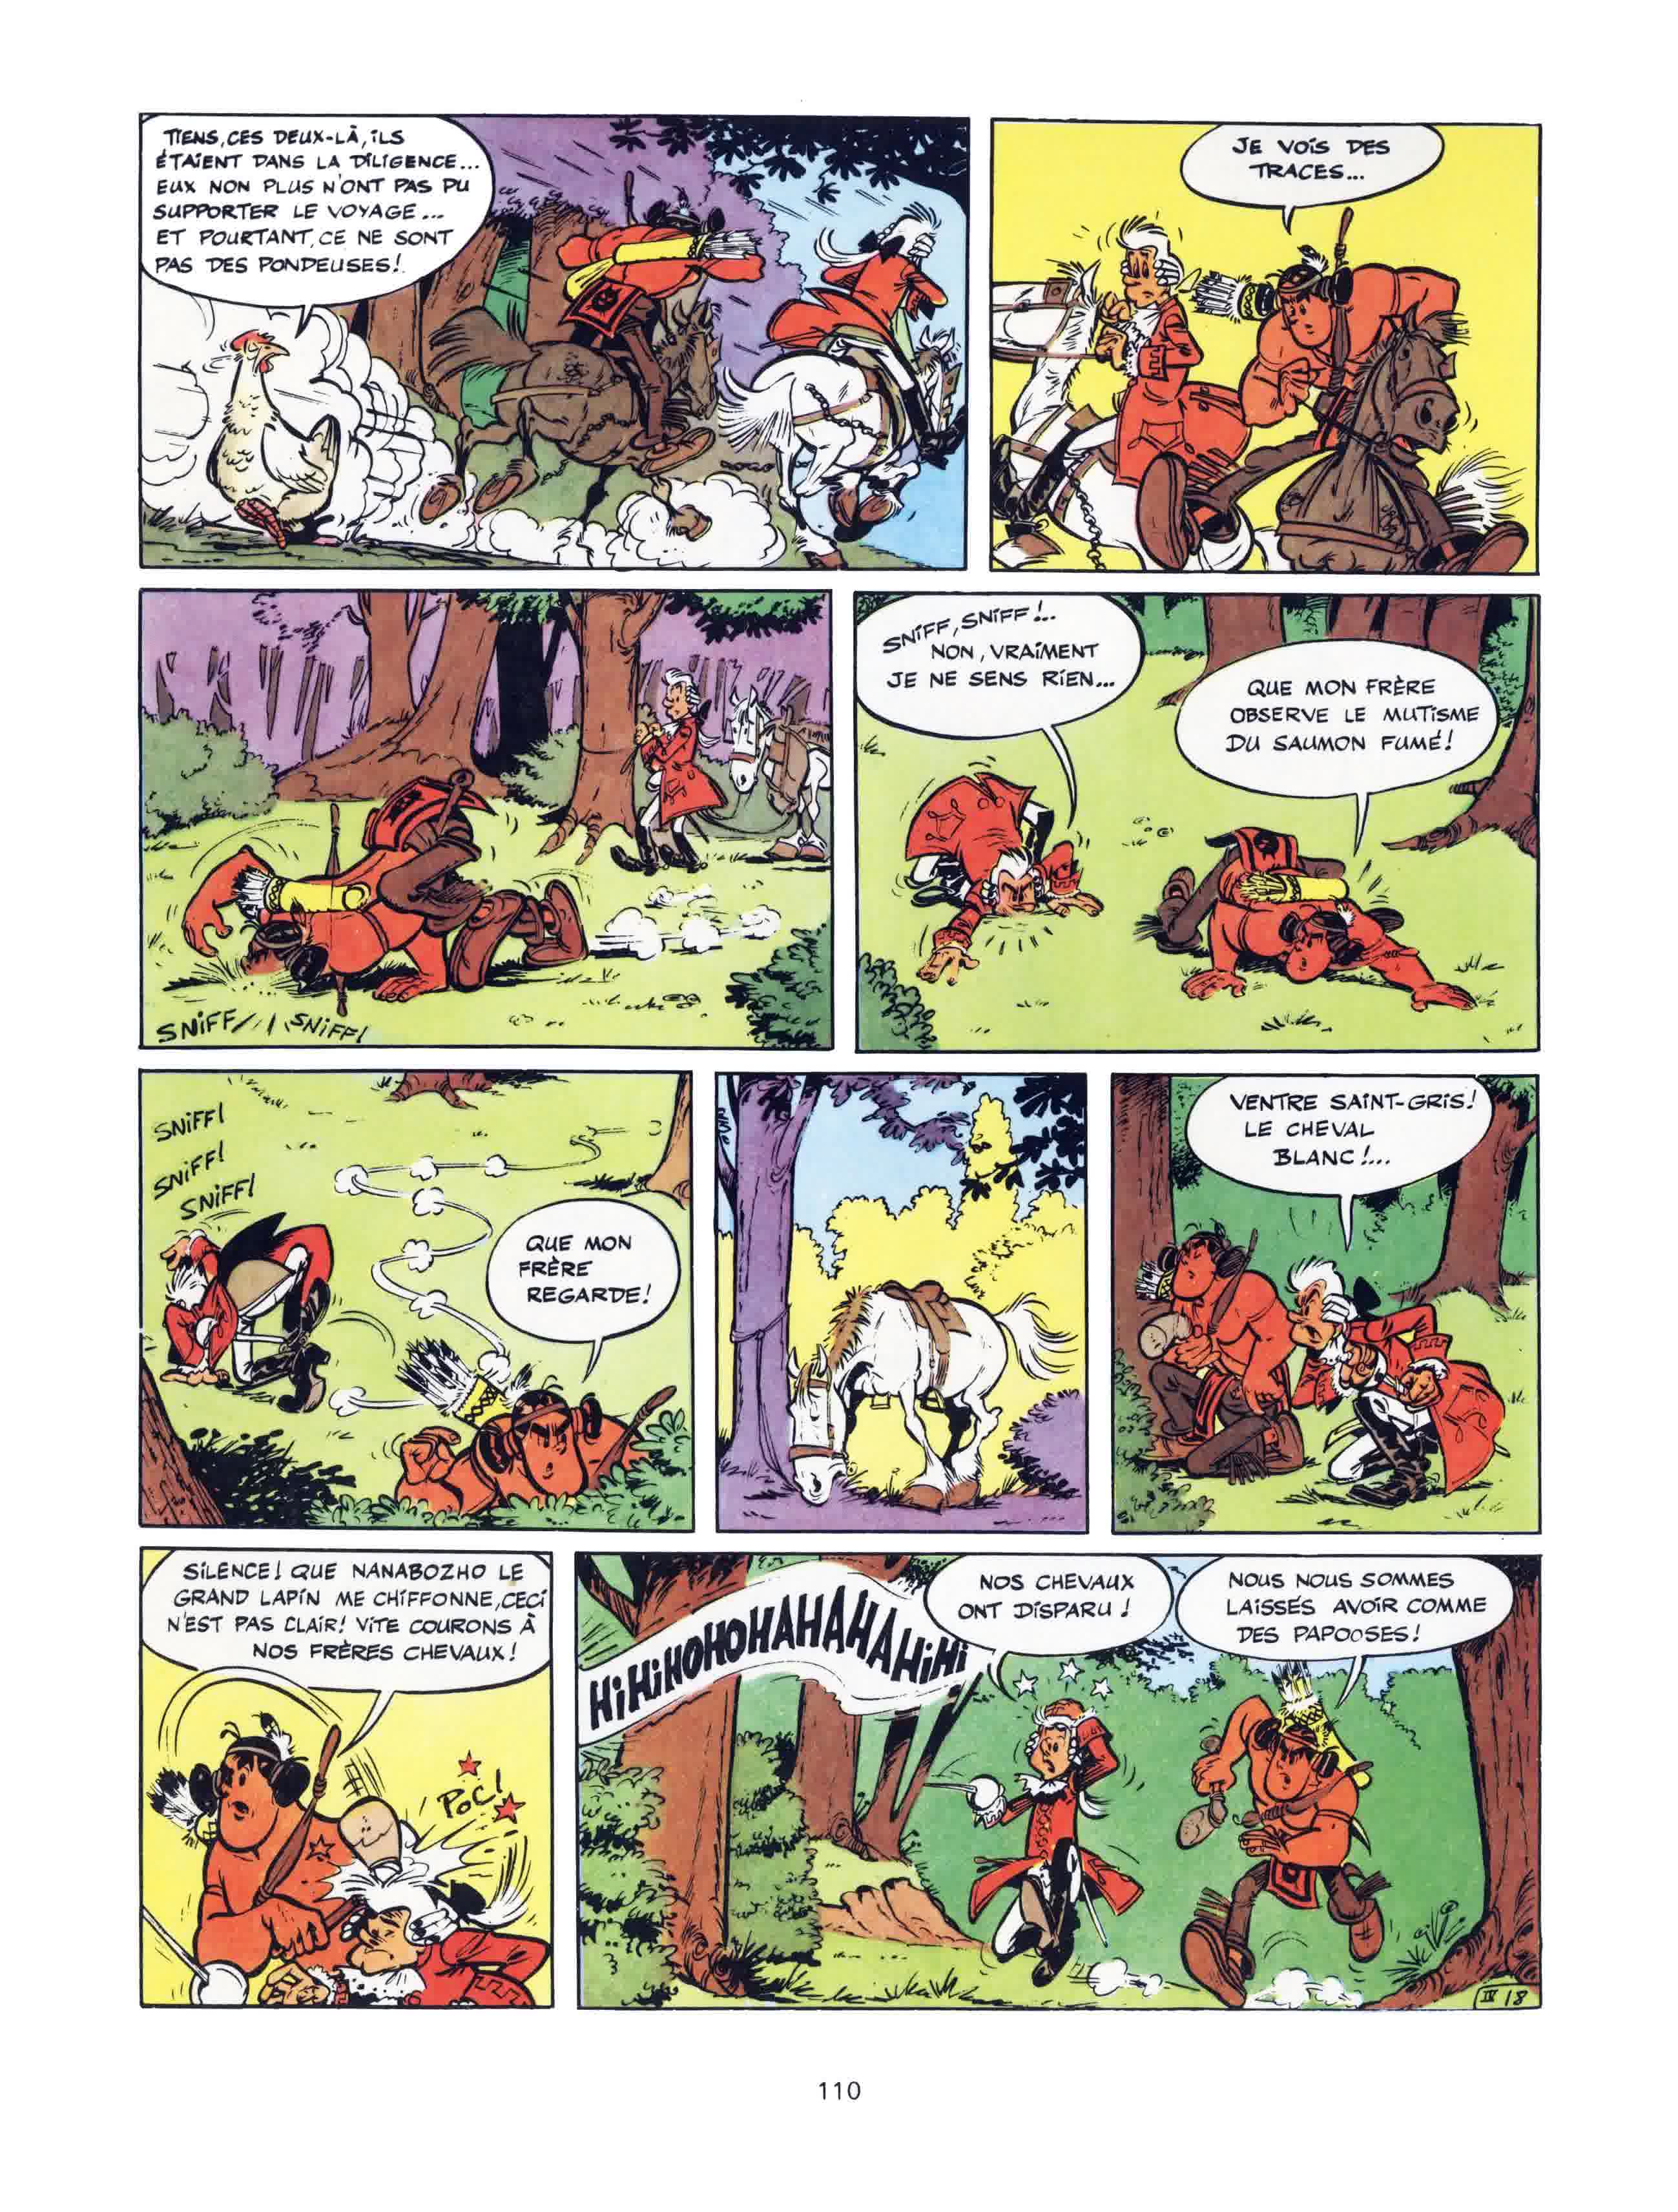 TIENS, CES DEUX-LÀ, ILS
ÉTAIENT DANS LA DILIGENCE...
EUX NON PLUS N'ONT PAS PU
SUPPORTER LE VOYAGE...
ET POURTANT, CE NE SONT
PAS DES PONDEUSES!
JE VOIS DES
TRACES...
SNIFF! SNIFF!
SNIFF, SNIFF!..
NON, VRAIMENT
JE NE SENS RIEN...
QUE MON FRÈRE
OBSERVE LE MUTISME
DU SAUMON FUMÉ!
SNIFF!
SNIFF!
SNIFF!
QUE MON
FRÈRE
REGARDE!
VENTRE SAINT-GRIS!
LE CHEVAL
BLANC!...
SILENCE! QUE NANABOZHO LE
GRAND LAPIN ME CHIFFONNE, CECI
N'EST PAS CLAIR! VITE COURONS À
NOS FRÈRES CHEVAUX!
POC!
HIHIHOHOHAHAHAHIHI
NOS CHEVAUX
ONT DISPARU!
NOUS NOUS SOMMES
LAISSÉS AVOIR COMME
DES PAPOOSES!
IV 18
110